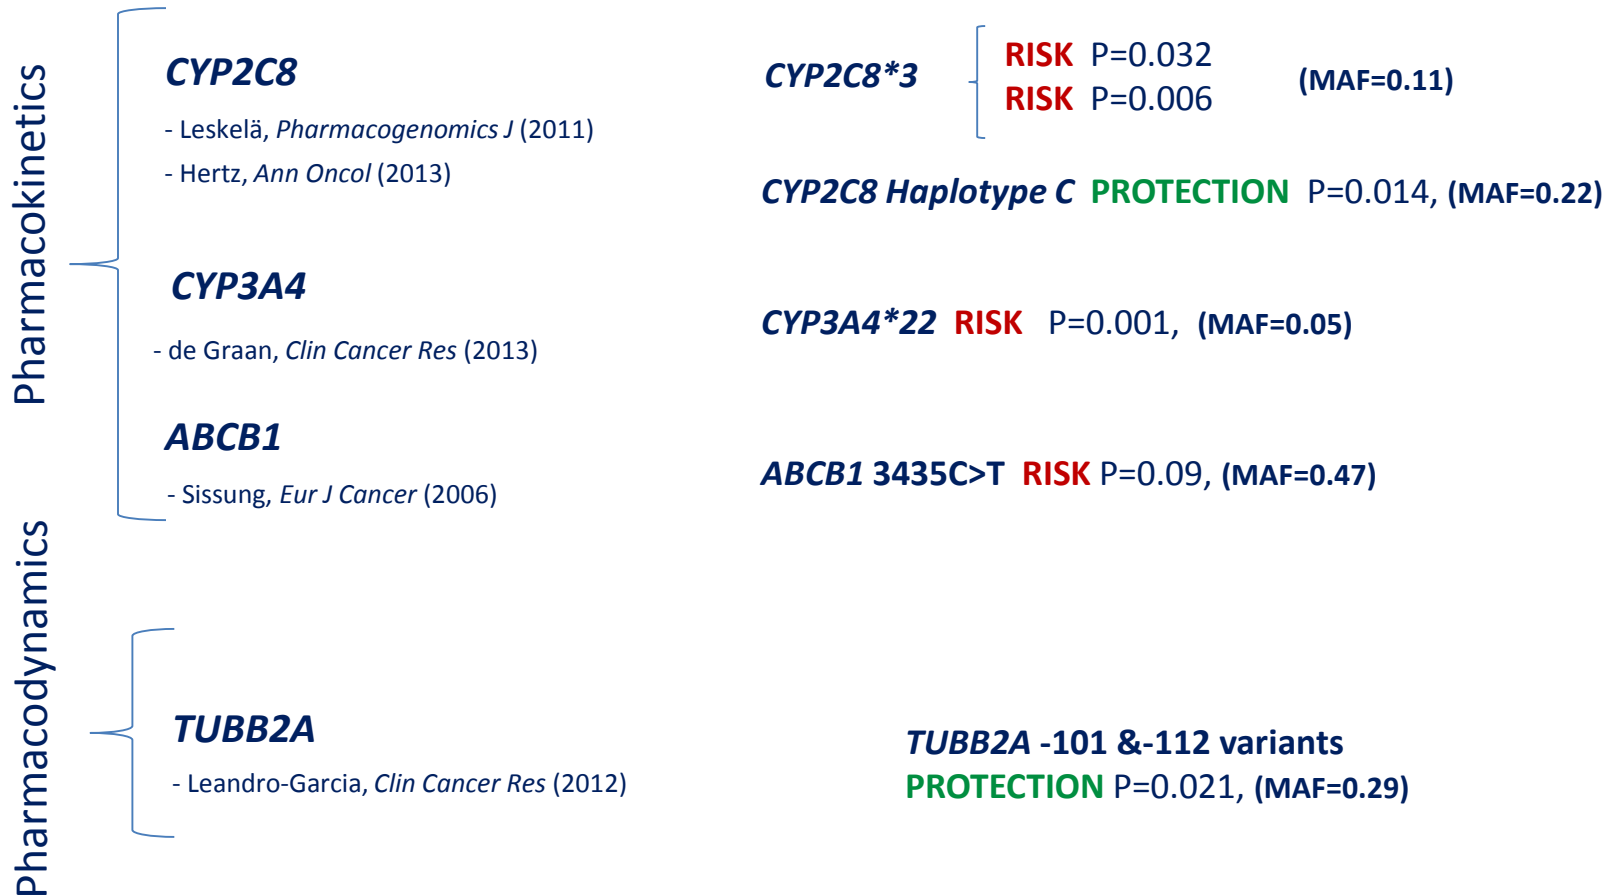 Pharmacokinetics
CYP2C8
- Leskelä, Pharmacogenomics J (2011)
- Hertz, Ann Oncol (2013)
CYP2C8*3
RISK P=0.032
RISK P=0.006
(MAF=0.11)
CYP2C8 Haplotype C PROTECTION P=0.014, (MAF=0.22)
CYP3A4
- de Graan, Clin Cancer Res (2013)
CYP3A4*22 RISK P=0.001, (MAF=0.05)
ABCB1
- Sissung, Eur J Cancer (2006)
ABCB1 3435C>T RISK P=0.09, (MAF=0.47)
Pharmacodynamics
TUBB2A
- Leandro-Garcia, Clin Cancer Res (2012)
TUBB2A -101 &-112 variants
PROTECTION P=0.021, (MAF=0.29)